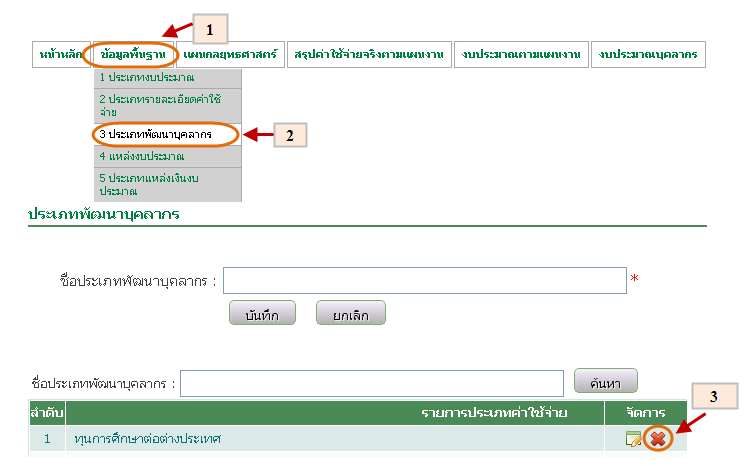 1
หน้าหลัก ข้อมูลพื้นฐาน แผนกลยุทธศาสตร์ สรุปค่าใช้จ่ายจริงตามแผนงาน งบประมาณตามแผนงาน งบประมาณบุคลากร
1 ประเภทงบประมาณ
2 ประเภทรายละเอียดค่าใช้
จ่าย
3 ประเภทพัฒนาบุคลากร
2
4 แหล่งงบประมาณ
5 ประเภทแหล่งเงินงบ
ประมาณ
ประเภทพัฒนาบุคลากร
ชื่อประเภทพัฒนาบุคลากร : *
บันทึก ยกเลิก
ชื่อประเภทพัฒนาบุคลากร : ค้นหา
3
ลำดับ รายการประเภทค่าใช้จ่าย จัดการ
1 ทุนการศึกษาต่อต่างประเทศ